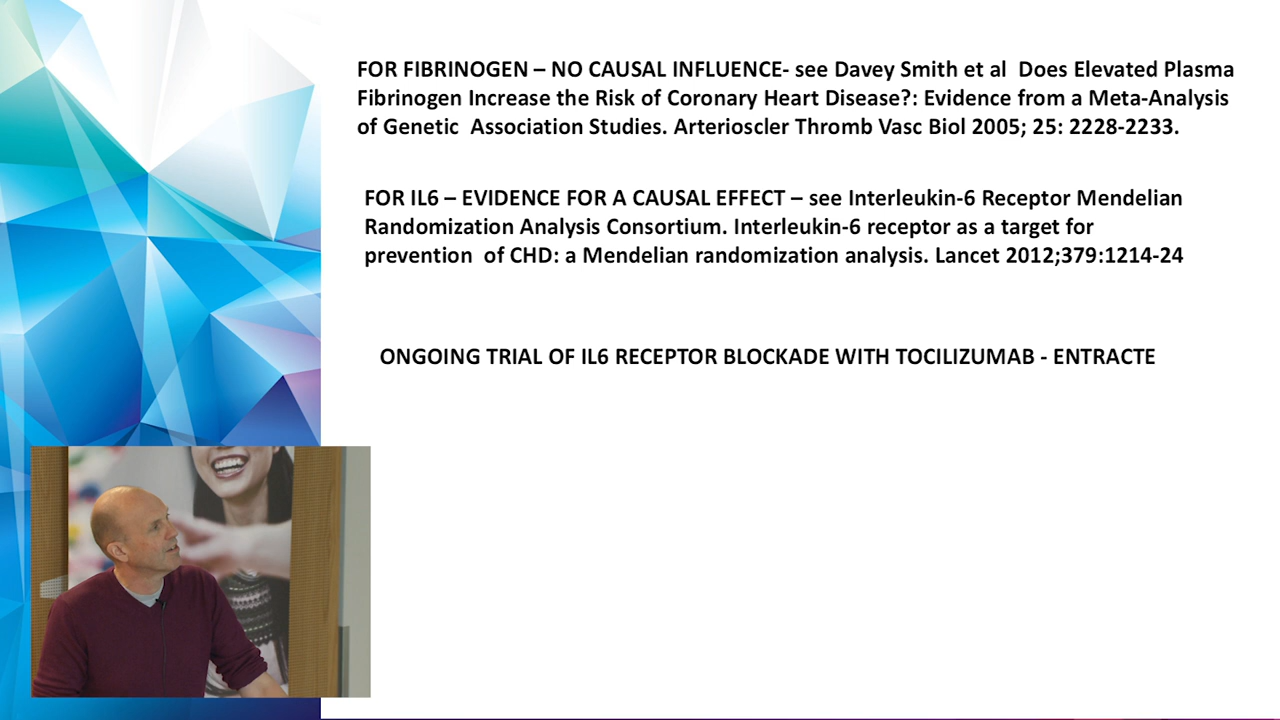 FOR FIBRINOGEN – NO CAUSAL INFLUENCE- see Davey Smith et al  Does Elevated Plasma
Fibrinogen Increase the Risk of Coronary Heart Disease?: Evidence from a Meta-Analysis
of Genetic  Association Studies. Arterioscler Thromb Vasc Biol 2005; 25: 2228-2233.
FOR IL6 – EVIDENCE FOR A CAUSAL EFFECT – see Interleukin-6 Receptor Mendelian
Randomization Analysis Consortium. Interleukin-6 receptor as a target for
prevention  of CHD: a Mendelian randomization analysis. Lancet 2012;379:1214-24
ONGOING TRIAL OF IL6 RECEPTOR BLOCKADE WITH TOCILIZUMAB - ENTRACTE